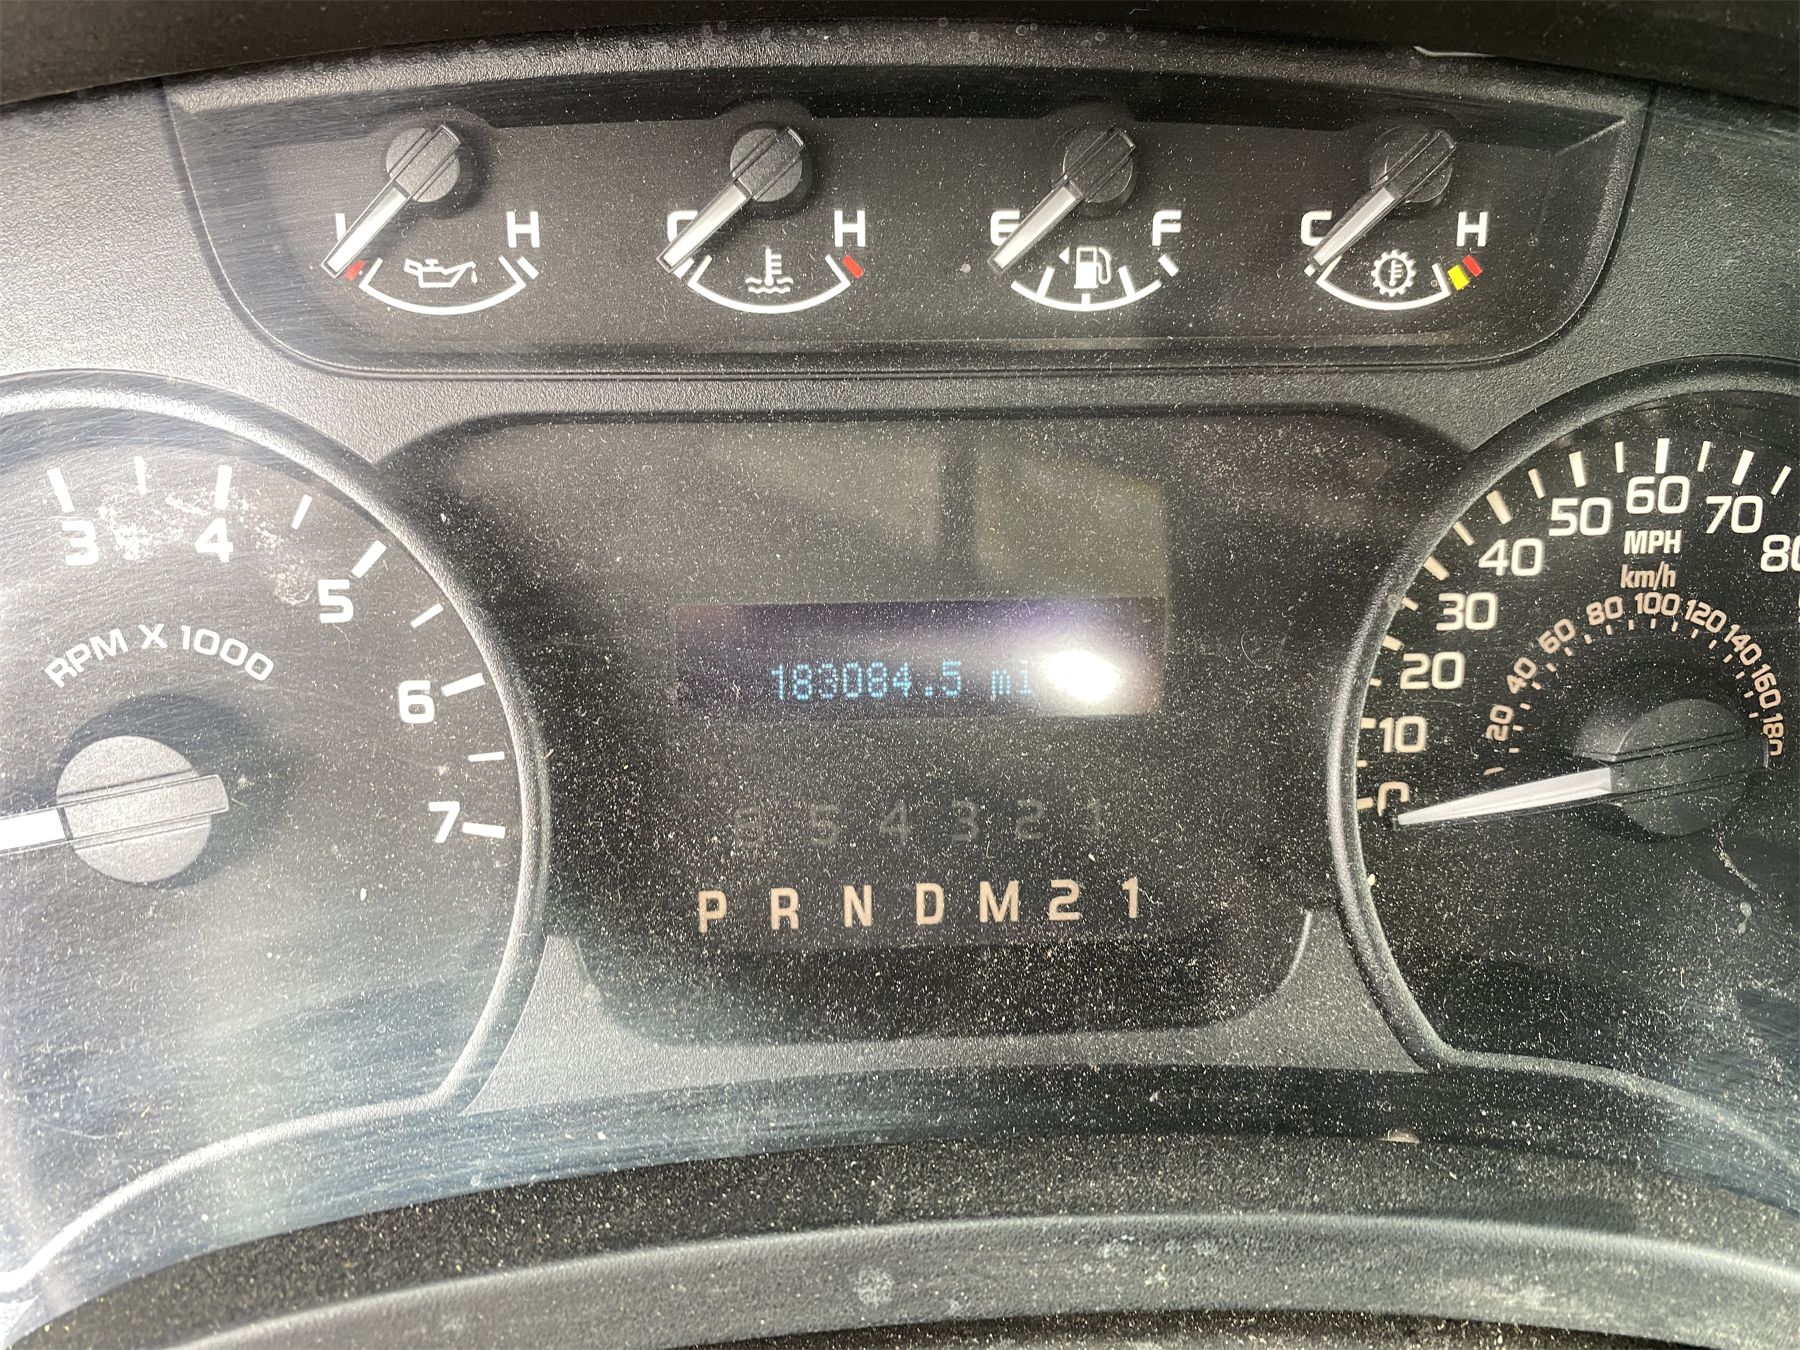 L H C H E F C H
3 4 5 6 7
RPM X 1000
0 10 20 30 40 50 60 70
MPH
km/h
20 40 60 80 100 120 140 160 180
183084.5 mi
6 5 4 3 2 1
P R N D M 2 1